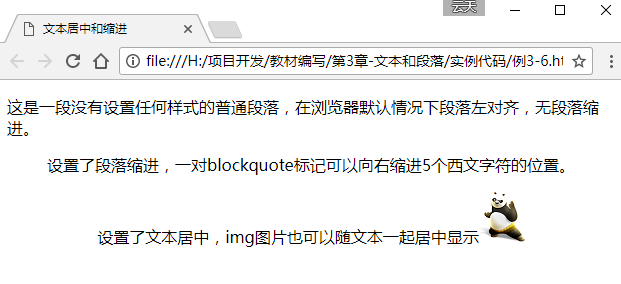 云天
文本居中和缩进
file:///H:/项目开发/教材编写/第3章-文本和段落/实例代码/例3-6.ht
这是一段没有设置任何样式的普通段落，在浏览器默认情况下段落左对齐，无段落缩
进。
设置了段落缩进，一对blockquote标记可以向右缩进5个西文字符的位置。
设置了文本居中，img图片也可以随文本一起居中显示